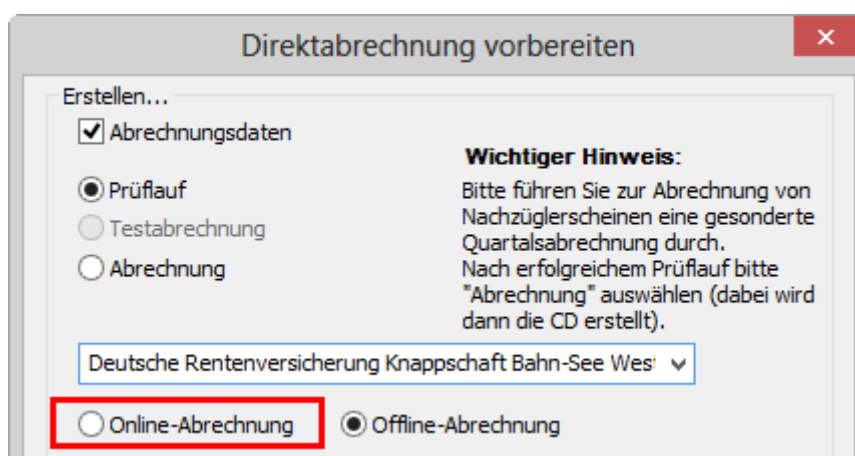 Direktabrechnung vorbereiten
Erstellen...
Abrechnungsdaten
Prüflauf
Testabrechnung
Abrechnung
Wichtiger Hinweis:
Bitte führen Sie zur Abrechnung von
Nachzüglerscheinen eine gesonderte
Quartalsabrechnung durch.
Nach erfolgreichem Prüflauf bitte
"Abrechnung" auswählen (dabei wird
dann die CD erstellt).
Deutsche Rentenversicherung Knappschaft Bahn-See West
Online-Abrechnung
Offline-Abrechnung